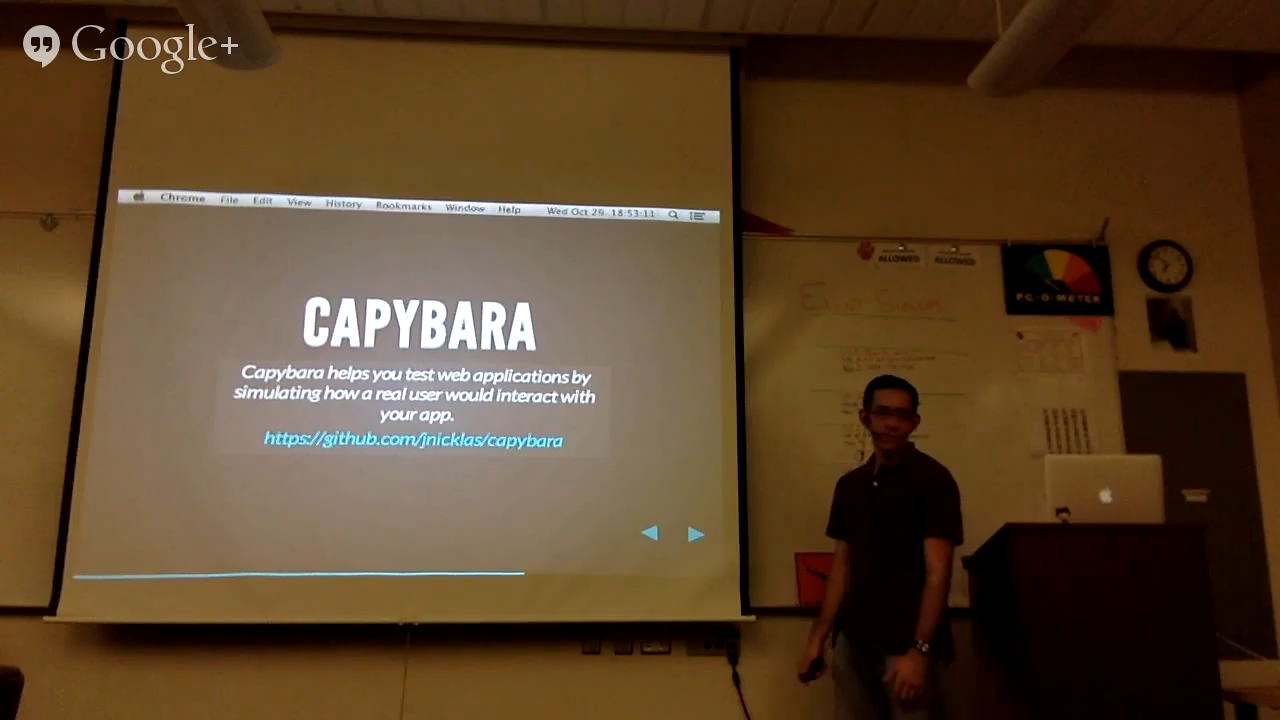 Google+
Chrome File Edit View History Bookmarks Window Help Wed Oct 29 18:53:11
CAPYBARA
Capybara helps you test web applications by
simulating how a real user would interact with
your app.
https://github.com/jnicklas/capybara
ALLOWED
ALLOWED
P.C.-O-METER